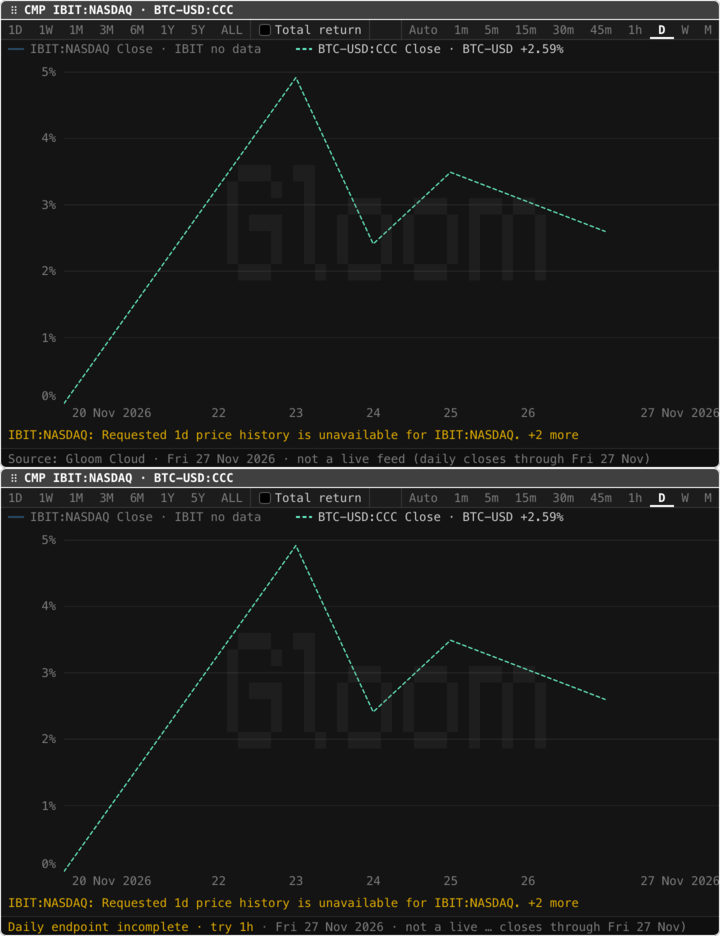 ⠿ CMP IBIT:NASDAQ · BTC-USD:CCC
1D 1W 1M 3M 6M 1Y 5Y ALL Total return Auto 1m 5m 15m 30m 45m 1h D W M
IBIT:NASDAQ Close · IBIT no data BTC-USD:CCC Close · BTC-USD +2.59%
5%
4%
3%
2%
1%
0%
Gloom
20 Nov 2026 22 23 24 25 26 27 Nov 2026
IBIT:NASDAQ: Requested 1d price history is unavailable for IBIT:NASDAQ. +2 more
Source: Gloom Cloud · Fri 27 Nov 2026 · not a live feed (daily closes through Fri 27 Nov)
⠿ CMP IBIT:NASDAQ · BTC-USD:CCC
1D 1W 1M 3M 6M 1Y 5Y ALL Total return Auto 1m 5m 15m 30m 45m 1h D W M
IBIT:NASDAQ Close · IBIT no data BTC-USD:CCC Close · BTC-USD +2.59%
5%
4%
3%
2%
1%
0%
Gloom
20 Nov 2026 22 23 24 25 26 27 Nov 2026
IBIT:NASDAQ: Requested 1d price history is unavailable for IBIT:NASDAQ. +2 more
Daily endpoint incomplete · try 1h · Fri 27 Nov 2026 · not a live … closes through Fri 27 Nov)